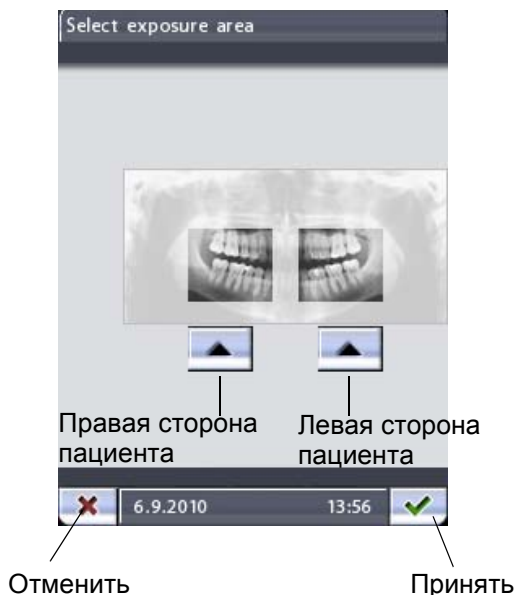 Select exposure area
Правая сторона
пациента
Левая сторона
пациента
6.9.2010
13:56
Отменить
Принять